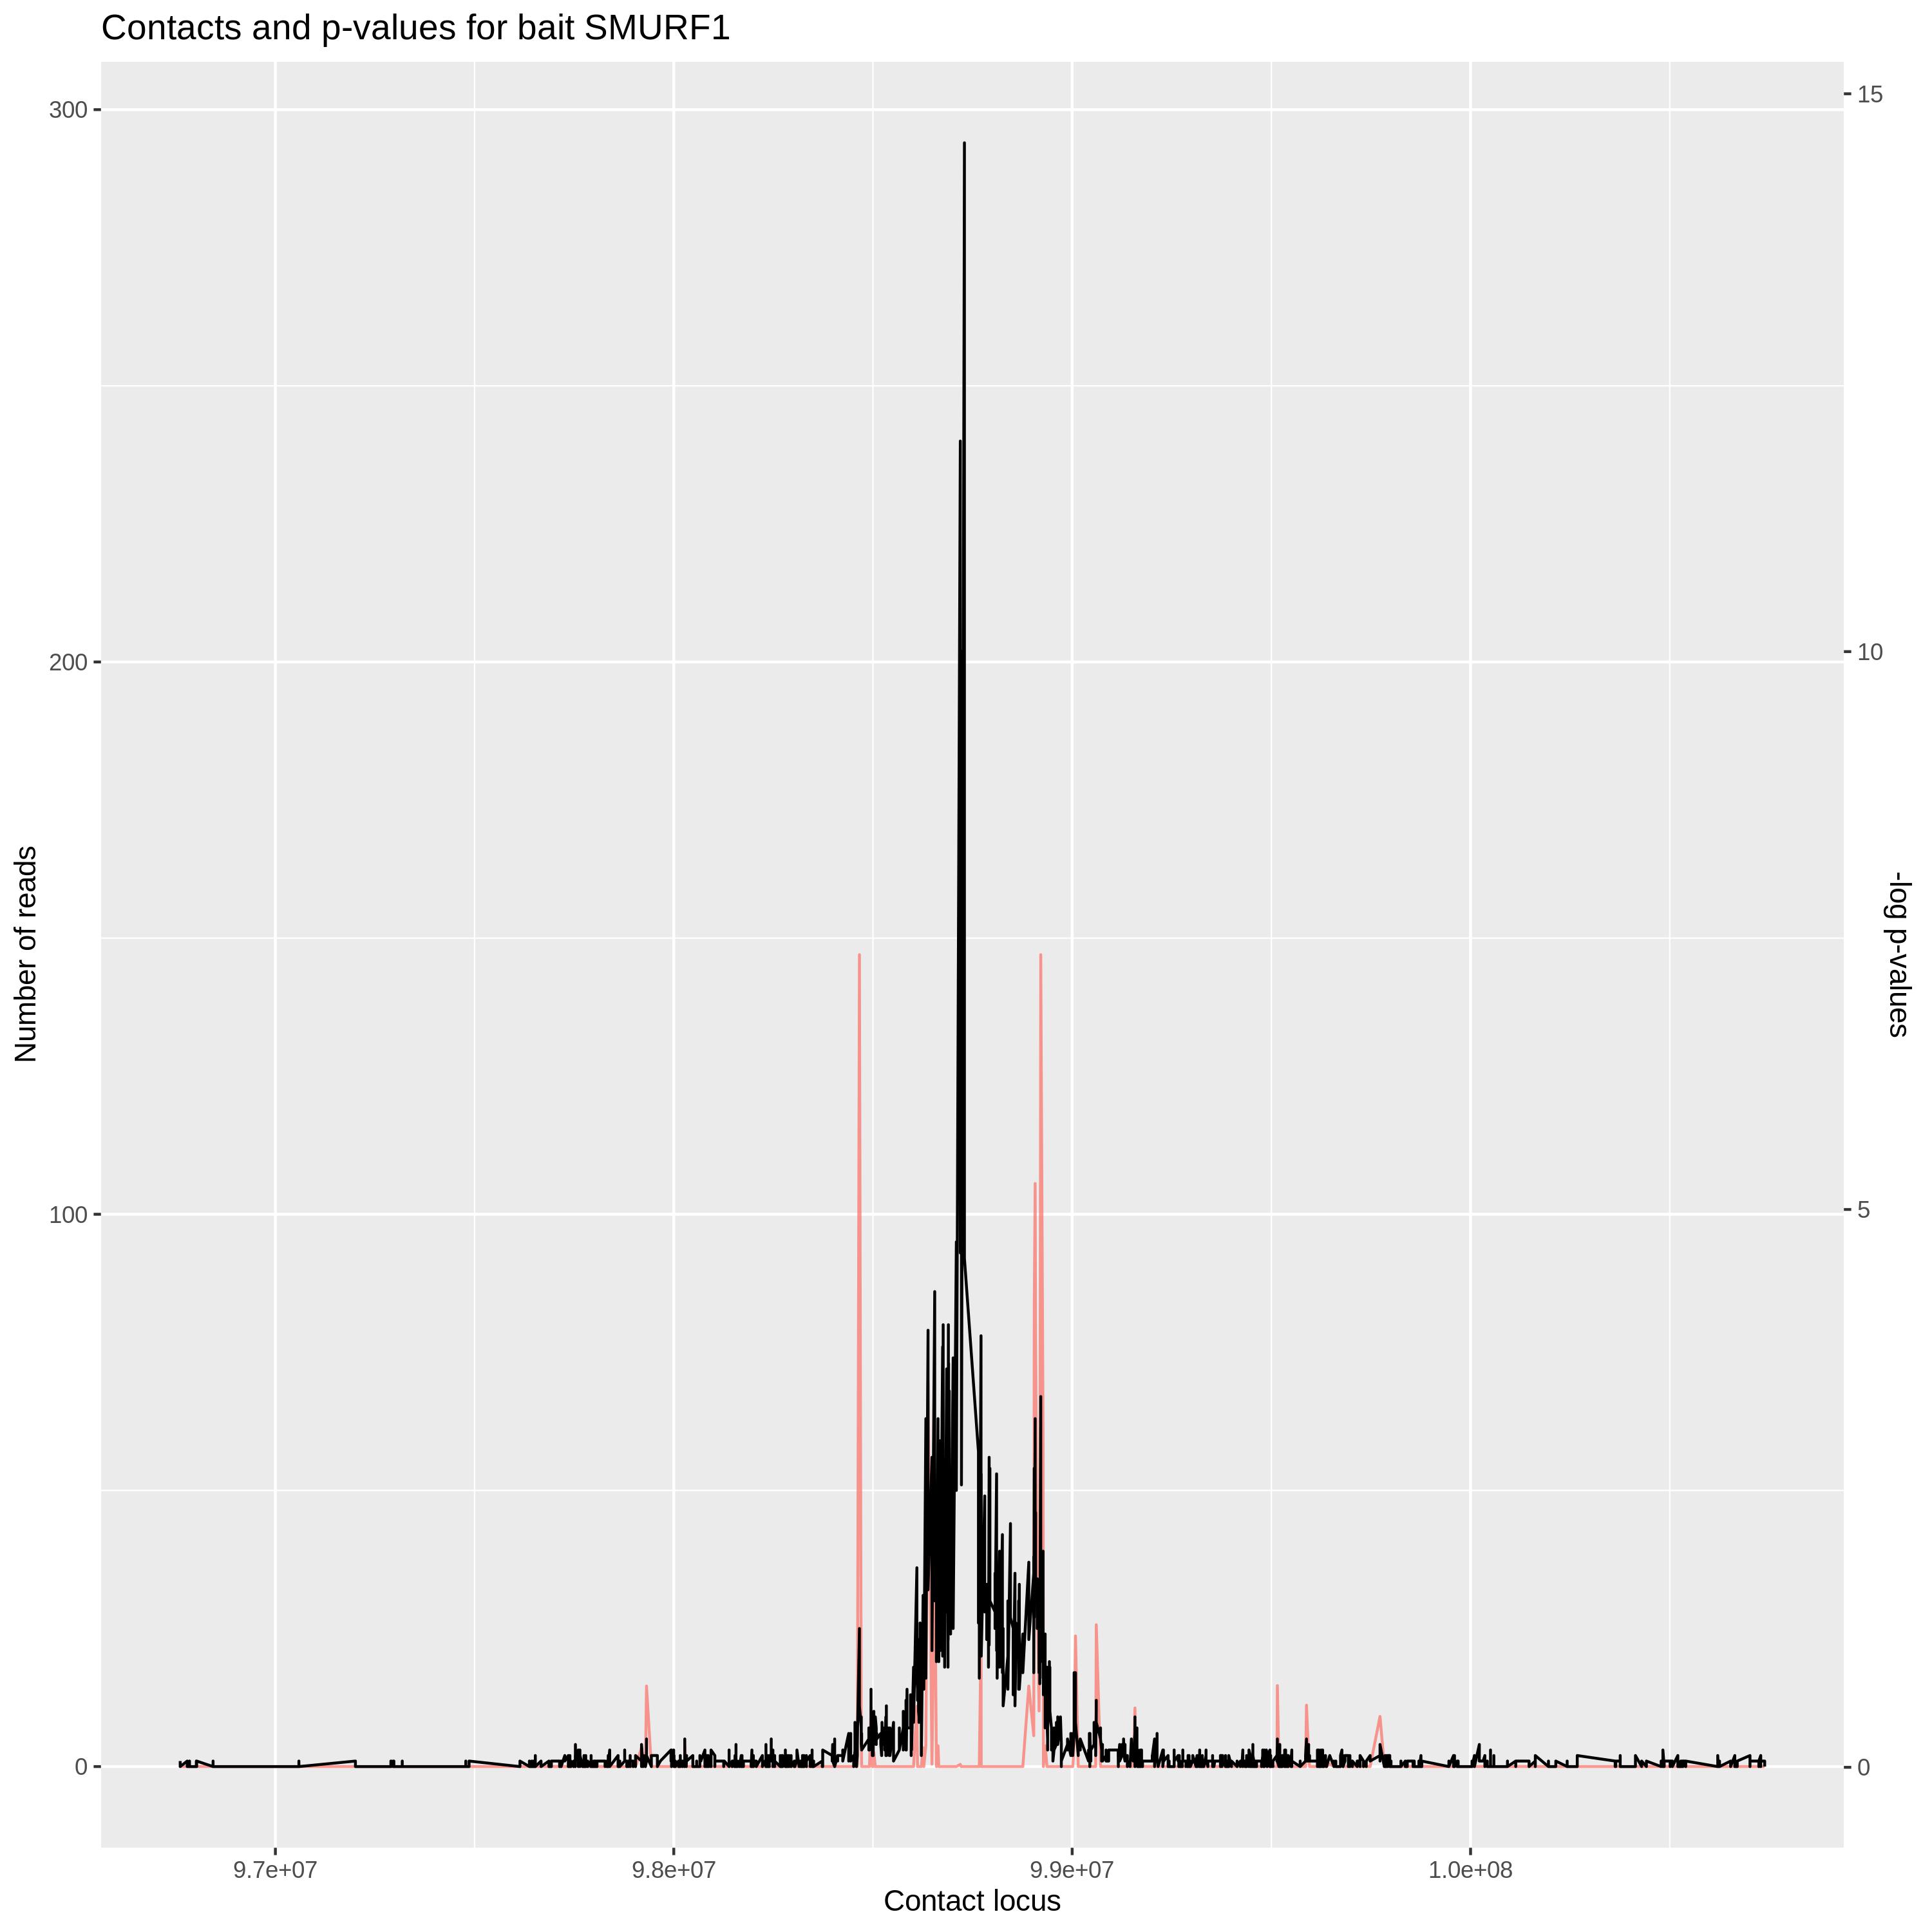 Contacts and p-values for bait SMURF1
300
200
100
0
Number of reads
15
10
5
0
-log p-values
9.7e+07
9.8e+07
9.9e+07
1.0e+08
Contact locus